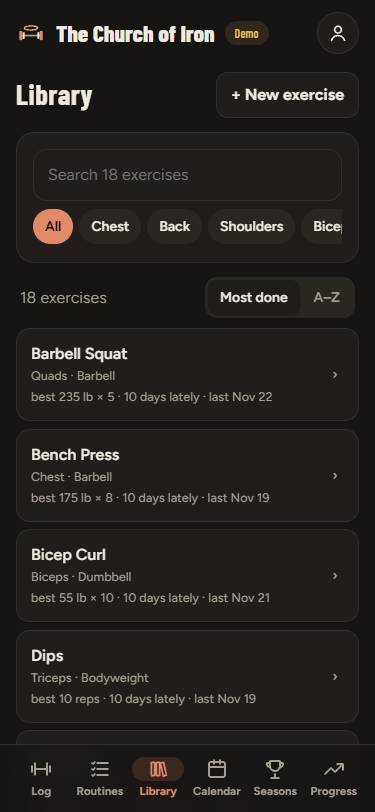 The Church of Iron Demo
Library
+ New exercise
Search 18 exercises
All Chest Back Shoulders Bice
18 exercises
Most done A–Z
Barbell Squat
Quads · Barbell
best 235 lb × 5 · 10 days lately · last Nov 22
Bench Press
Chest · Barbell
best 175 lb × 8 · 10 days lately · last Nov 19
Bicep Curl
Biceps · Dumbbell
best 55 lb × 10 · 10 days lately · last Nov 21
Dips
Triceps · Bodyweight
best 10 reps · 10 days lately · last Nov 19
Log Routines Library Calendar Seasons Progress